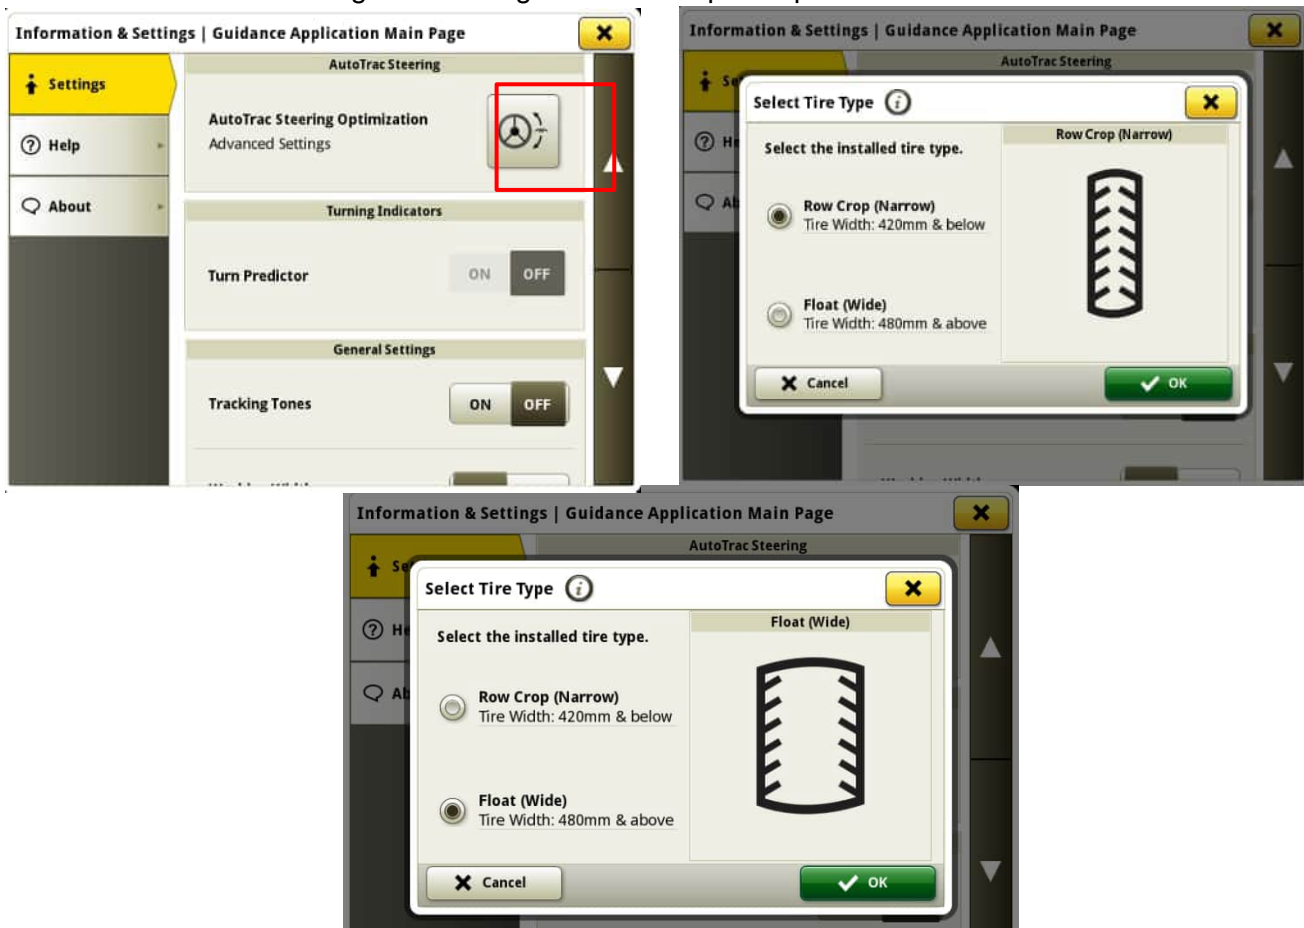 Information & Settings | Guidance Application Main Page
Settings
Help
About
AutoTrac Steering
AutoTrac Steering Optimization
Advanced Settings
Turning Indicators
Turn Predictor
ON OFF
General Settings
Tracking Tones
ON OFF
Information & Settings | Guidance Application Main Page
AutoTrac Steering
Select Tire Type
Select the installed tire type.
Row Crop (Narrow)
Tire Width: 420mm & below
Float (Wide)
Tire Width: 480mm & above
Row Crop (Narrow)
Cancel
OK
Information & Settings | Guidance Application Main Page
AutoTrac Steering
Select Tire Type
Select the installed tire type.
Row Crop (Narrow)
Tire Width: 420mm & below
Float (Wide)
Tire Width: 480mm & above
Float (Wide)
Cancel
OK